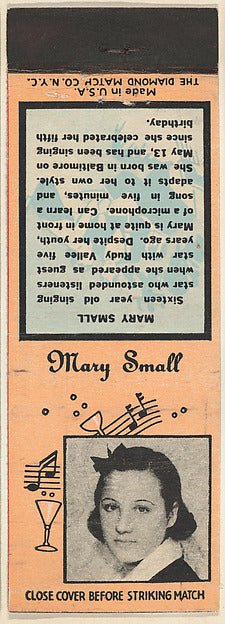 Made in U.S.A.
THE DIAMOND MATCH CO. N.Y.C.
MARY SMALL
Sixteen year old singing
star who astounded listeners
when she appeared as guest
star with Rudy Vallee five
years ago. Despite her youth,
Mary is quite at home in front
of a microphone. Can learn a
song in five minutes, and
adapts it to her own style.
She was born in Baltimore on
May, 13, and has been singing
since she celebrated her fifth
birthday.
Mary Small
CLOSE COVER BEFORE STRIKING MATCH